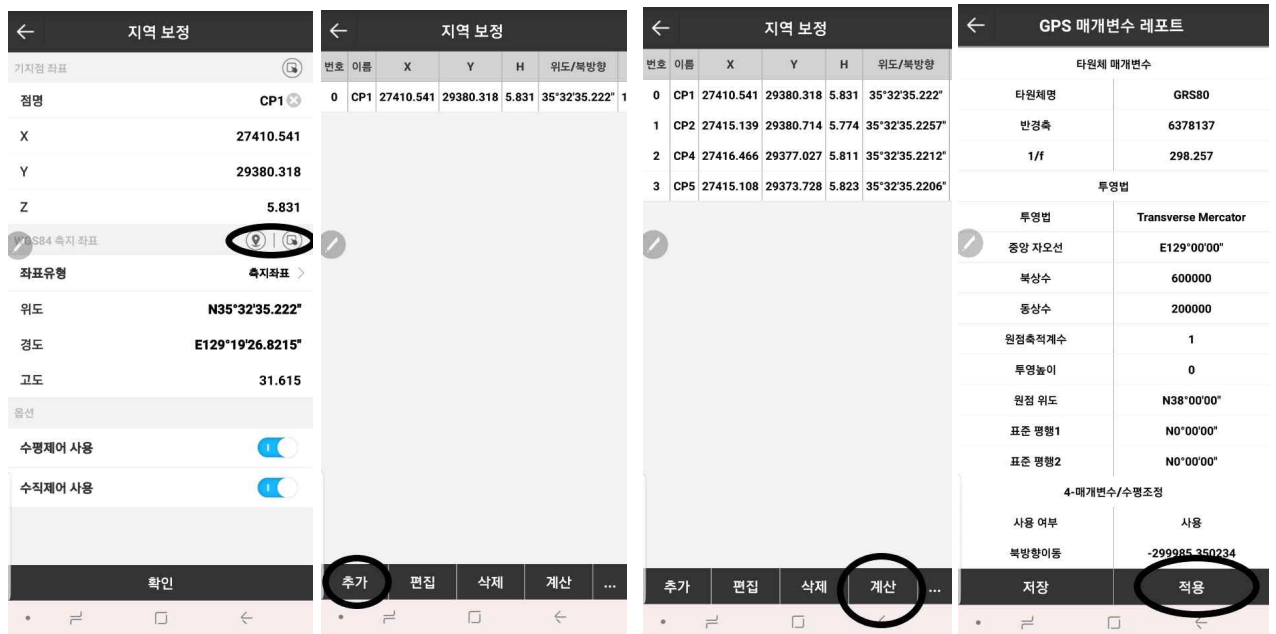 지역 보정
기지점 좌표
점명 CP1
X 27410.541
Y 29380.318
Z 5.831
WGS84 측지 좌표
좌표유형 측지좌표
위도 N35°32'35.222"
경도 E129°19'26.8215"
고도 31.615
옵션
수평제어 사용
수직제어 사용
확인
지역 보정
번호 이름 X Y H 위도/북방향
0 CP1 27410.541 29380.318 5.831 35°32'35.222" 1
추가 편집 삭제 계산 ...
지역 보정
번호 이름 X Y H 위도/북방향
0 CP1 27410.541 29380.318 5.831 35°32'35.222"
1 CP2 27415.139 29380.714 5.774 35°32'35.2257"
2 CP4 27416.466 29377.027 5.811 35°32'35.2212"
3 CP5 27415.108 29373.728 5.823 35°32'35.2206"
추가 편집 삭제 계산 ...
GPS 매개변수 레포트
타원체 매개변수
타원체명 GRS80
반경축 6378137
1/f 298.257
투영법
투영법 Transverse Mercator
중앙 자오선 E129°00'00"
북상수 600000
동상수 200000
원점축적계수 1
투영높이 0
원점 위도 N38°00'00"
표준 평행1 N0°00'00"
표준 평행2 N0°00'00"
4-매개변수/수평조정
사용 여부 사용
북방향이동 -299985.350234
저장 적용